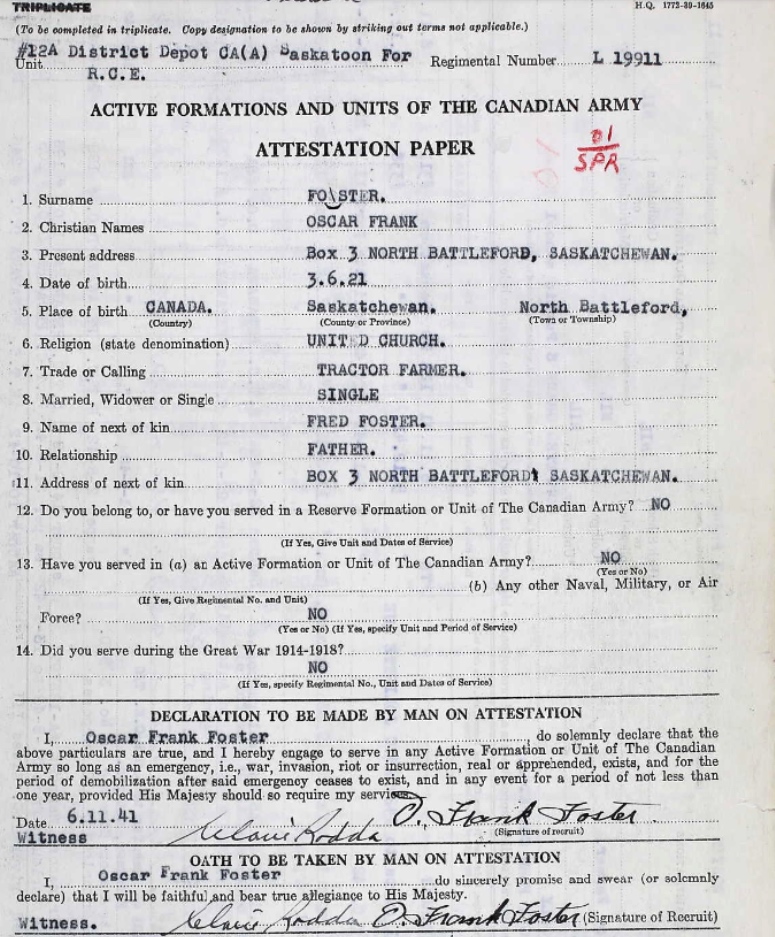 TRIPLICATE
H.Q. 1772-39-1645
(To be completed in triplicate. Copy designation to be shown by striking out terms not applicable.)
#12A District Depot CA(A) Saskatoon For
Unit R.C.E. Regimental Number L 19911
ACTIVE FORMATIONS AND UNITS OF THE CANADIAN ARMY
ATTESTATION PAPER
01
SPR
1. Surname FOSTER.
2. Christian Names OSCAR FRANK
3. Present address Box 3 NORTH BATTLEFORD, SASKATCHEWAN.
4. Date of birth 3.6.21
5. Place of birth CANADA. Saskatchewan. North Battleford,
(Country) (County or Province) (Town or Township)
6. Religion (state denomination) UNITED CHURCH.
7. Trade or Calling TRACTOR FARMER.
8. Married, Widower or Single SINGLE
9. Name of next of kin FRED FOSTER.
10. Relationship FATHER.
11. Address of next of kin BOX 3 NORTH BATTLEFORD, SASKATCHEWAN.
12. Do you belong to, or have you served in a Reserve Formation or Unit of The Canadian Army? NO
(If Yes, Give Unit and Dates of Service)
13. Have you served in (a) an Active Formation or Unit of The Canadian Army? NO
(Yes or No)
(b) Any other Naval, Military, or Air
(If Yes, Give Regimental No. and Unit)
Force? NO
(Yes or No) (If Yes, specify Unit and Period of Service)
14. Did you serve during the Great War 1914-1918?
NO
(If Yes, specify Regimental No., Unit and Dates of Service)
DECLARATION TO BE MADE BY MAN ON ATTESTATION
I, Oscar Frank Foster, do solemnly declare that the
above particulars are true, and I hereby engage to serve in any Active Formation or Unit of The Canadian
Army so long as an emergency, i.e., war, invasion, riot or insurrection, real or apprehended, exists, and for the
period of demobilization after said emergency ceases to exist, and in any event for a period of not less than
one year, provided His Majesty should so require my services.
Date 6.11.41 O. Frank Foster
Witness Rodda (Signature of recruit)
OATH TO BE TAKEN BY MAN ON ATTESTATION
I, Oscar Frank Foster do sincerely promise and swear (or solemnly
declare) that I will be faithful and bear true allegiance to His Majesty.
Witness. Rodda O. Frank Foster (Signature of Recruit)